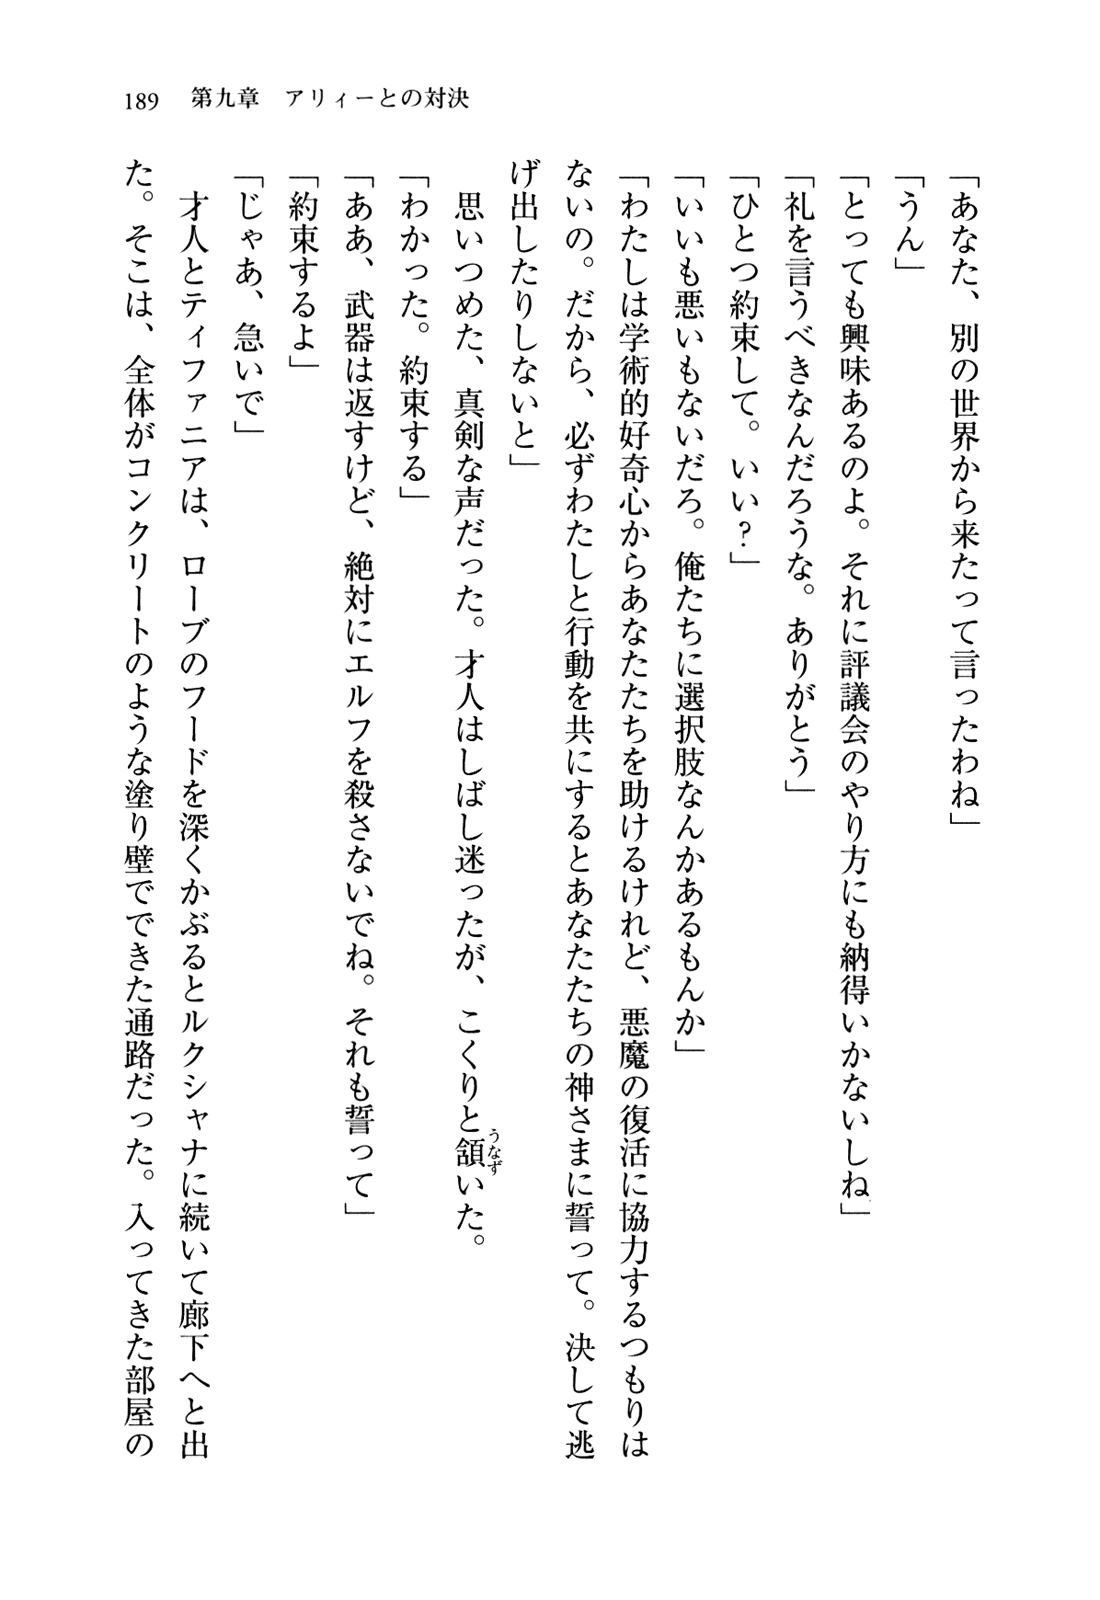 189 第九章 アリィーとの対決
「あなた、別の世界から来たって言ったわね」
「うん」
「とっても興味あるのよ。それに評議会のやり方にも納得いかないしね」
「礼を言うべきなんだろうな。ありがとう」
「ひとつ約束して。いい?」
「いいも悪いもないだろ。俺たちに選択肢なんかあるもんか」
「わたしは学術的好奇心からあなたたちを助けるけれど、悪魔の復活に協力するつもりは
ないの。だから、必ずわたしと行動を共にするとあなたたちの神さまに誓って。決して逃
げ出したりしないと」
思いつめた、真剣な声だった。才人はしばし迷ったが、こくりと頷いた。
「わかった。約束する」
「ああ、武器は返すけど、絶対にエルフを殺さないでね。それも誓って」
「約束するよ」
「じゃあ、急いで」
才人とティファニアは、ローブのフードを深くかぶるとルクシャナに続いて廊下へと出
た。そこは、全体がコンクリートのような塗り壁でできた通路だった。入ってきた部屋の